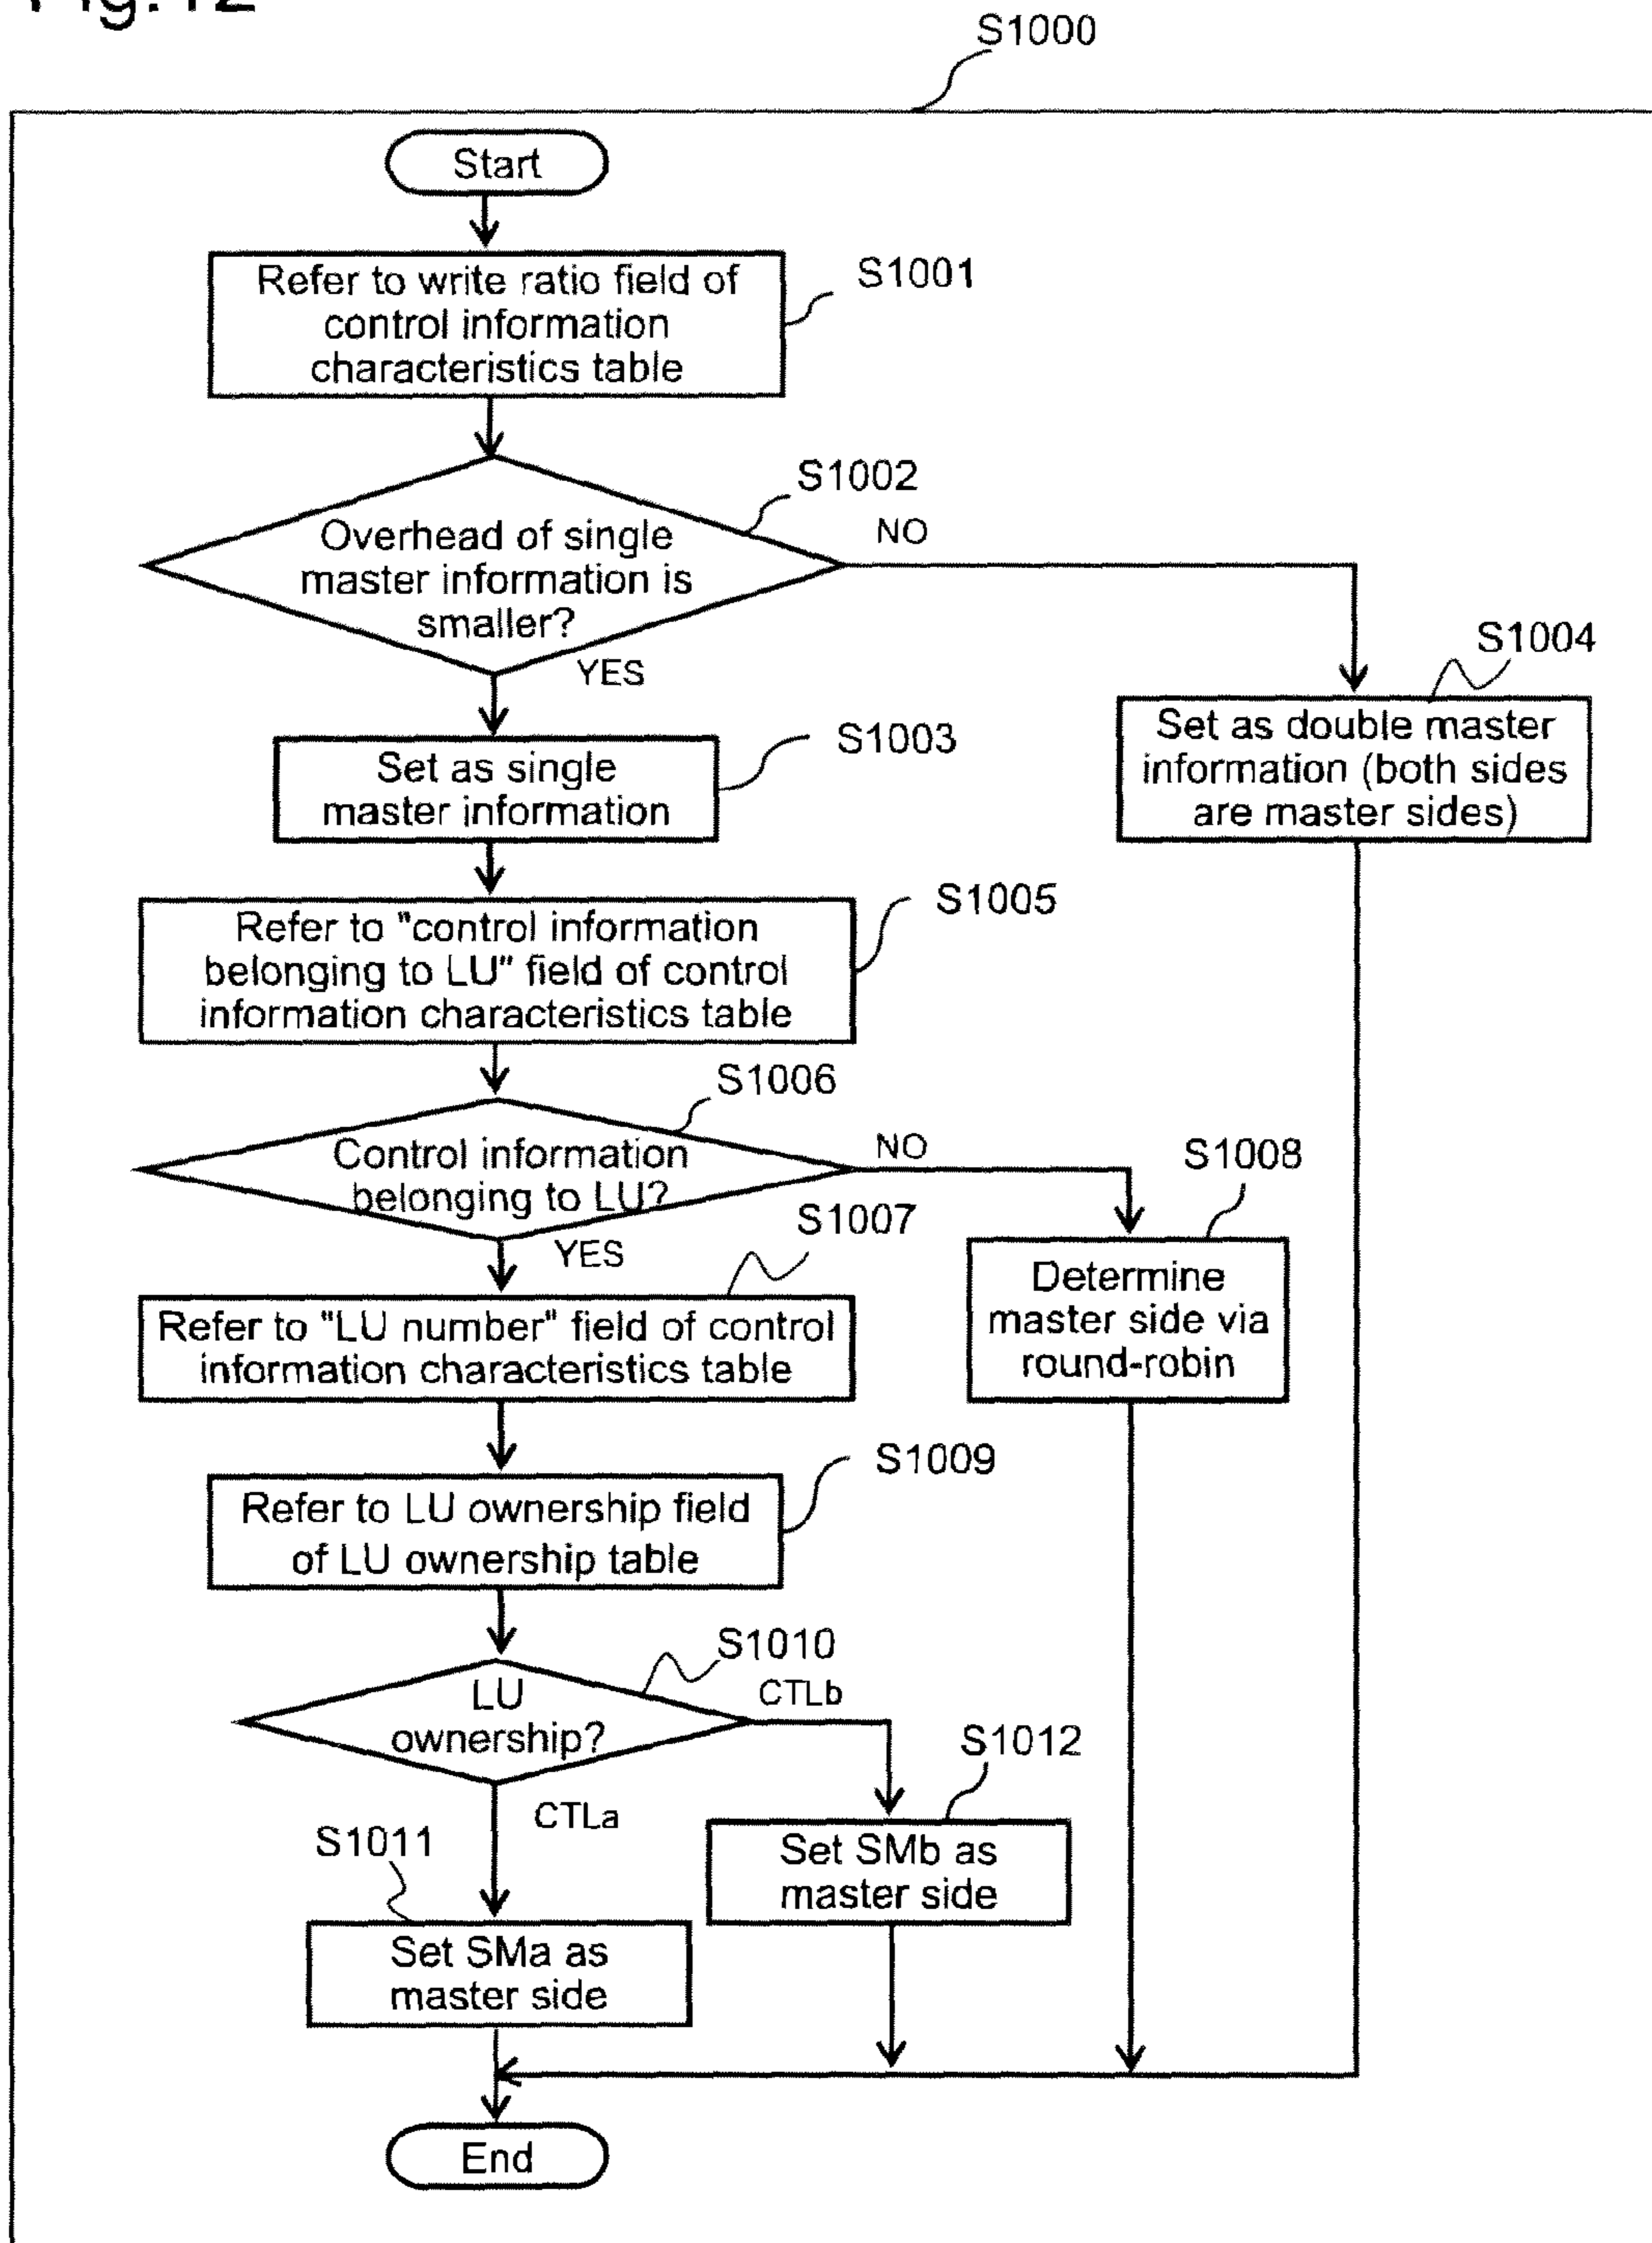 Fig.12
S1000
Start
Refer to write ratio field of
control information
characteristics table
S1001
S1002
Overhead of single
master information is
smaller?
NO
YES
S1003
Set as single
master information
S1004
Set as double master
information (both sides
are master sides)
S1005
Refer to "control information
belonging to LU" field of control
information characteristics table
S1006
Control information
belonging to LU?
NO
YES
S1007
Refer to "LU number" field of control
information characteristics table
S1008
Determine
master side via
round-robin
S1009
Refer to LU ownership field
of LU ownership table
S1010
LU
ownership?
CTLb
CTLa
S1012
Set SMb as
master side
S1011
Set SMa as
master side
End